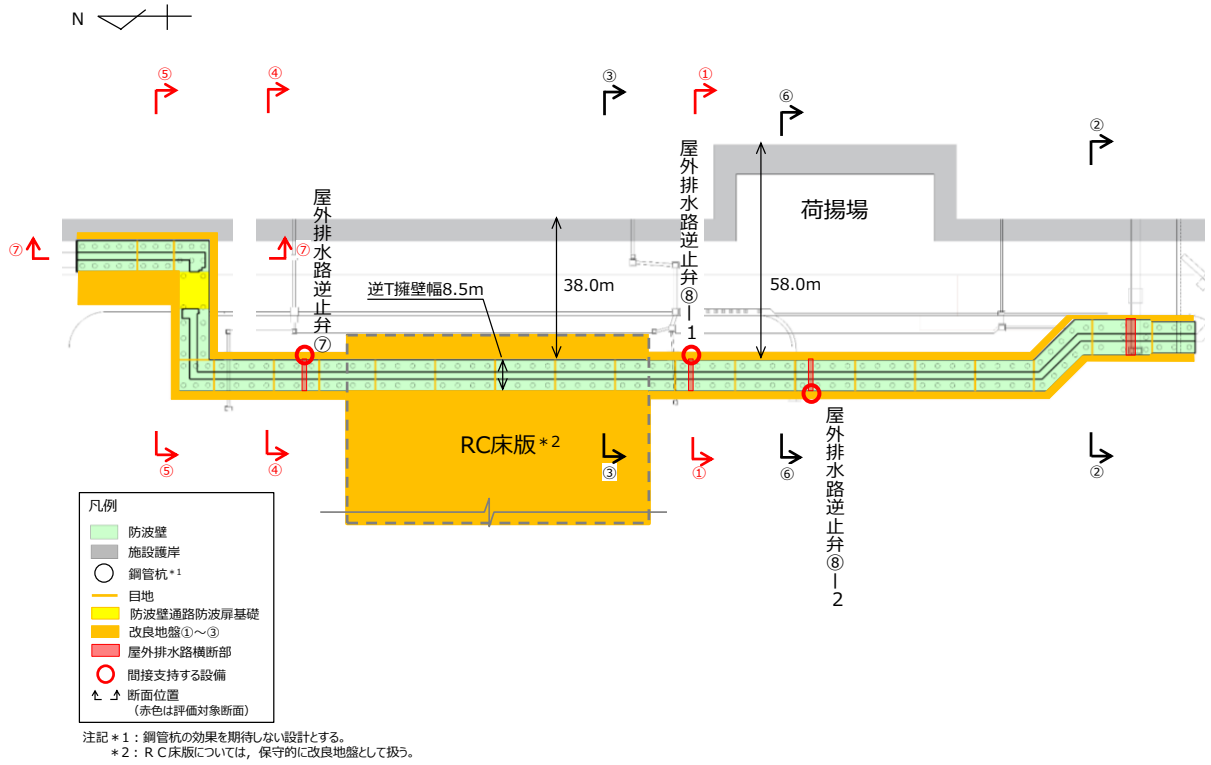 N
⑤
④
③
①
⑥
②
屋外排水路逆止弁⑦
屋外排水路逆止弁⑧－1
荷揚場
⑦
⑦
逆T擁壁幅8.5m
38.0m
58.0m
RC床版*2
⑤
④
③
①
⑥
②
屋外排水路逆止弁⑧－2
凡例
防波壁
施設護岸
鋼管杭*1
目地
防波壁通路防波扉基礎
改良地盤①～③
屋外排水路横断部
間接支持する設備
断面位置
（赤色は評価対象断面）
注記*1：鋼管杭の効果を期待しない設計とする。
*2：ＲＣ床版については，保守的に改良地盤として扱う。